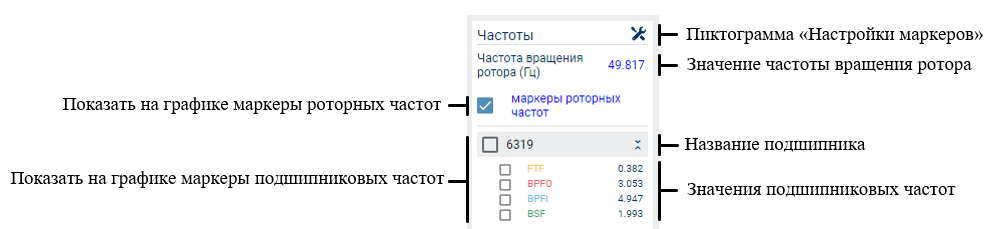 Частоты
Пиктограмма «Настройки маркеров»
Частота вращения
ротора (Гц)
49.817
Значение частоты вращения ротора
Показать на графике маркеры роторных частот
маркеры роторных
частот
6319
Название подшипника
Показать на графике маркеры подшипниковых частот
FTF 0.382
BPFO 3.053
BPFI 4.947
BSF 1.993
Значения подшипниковых частот